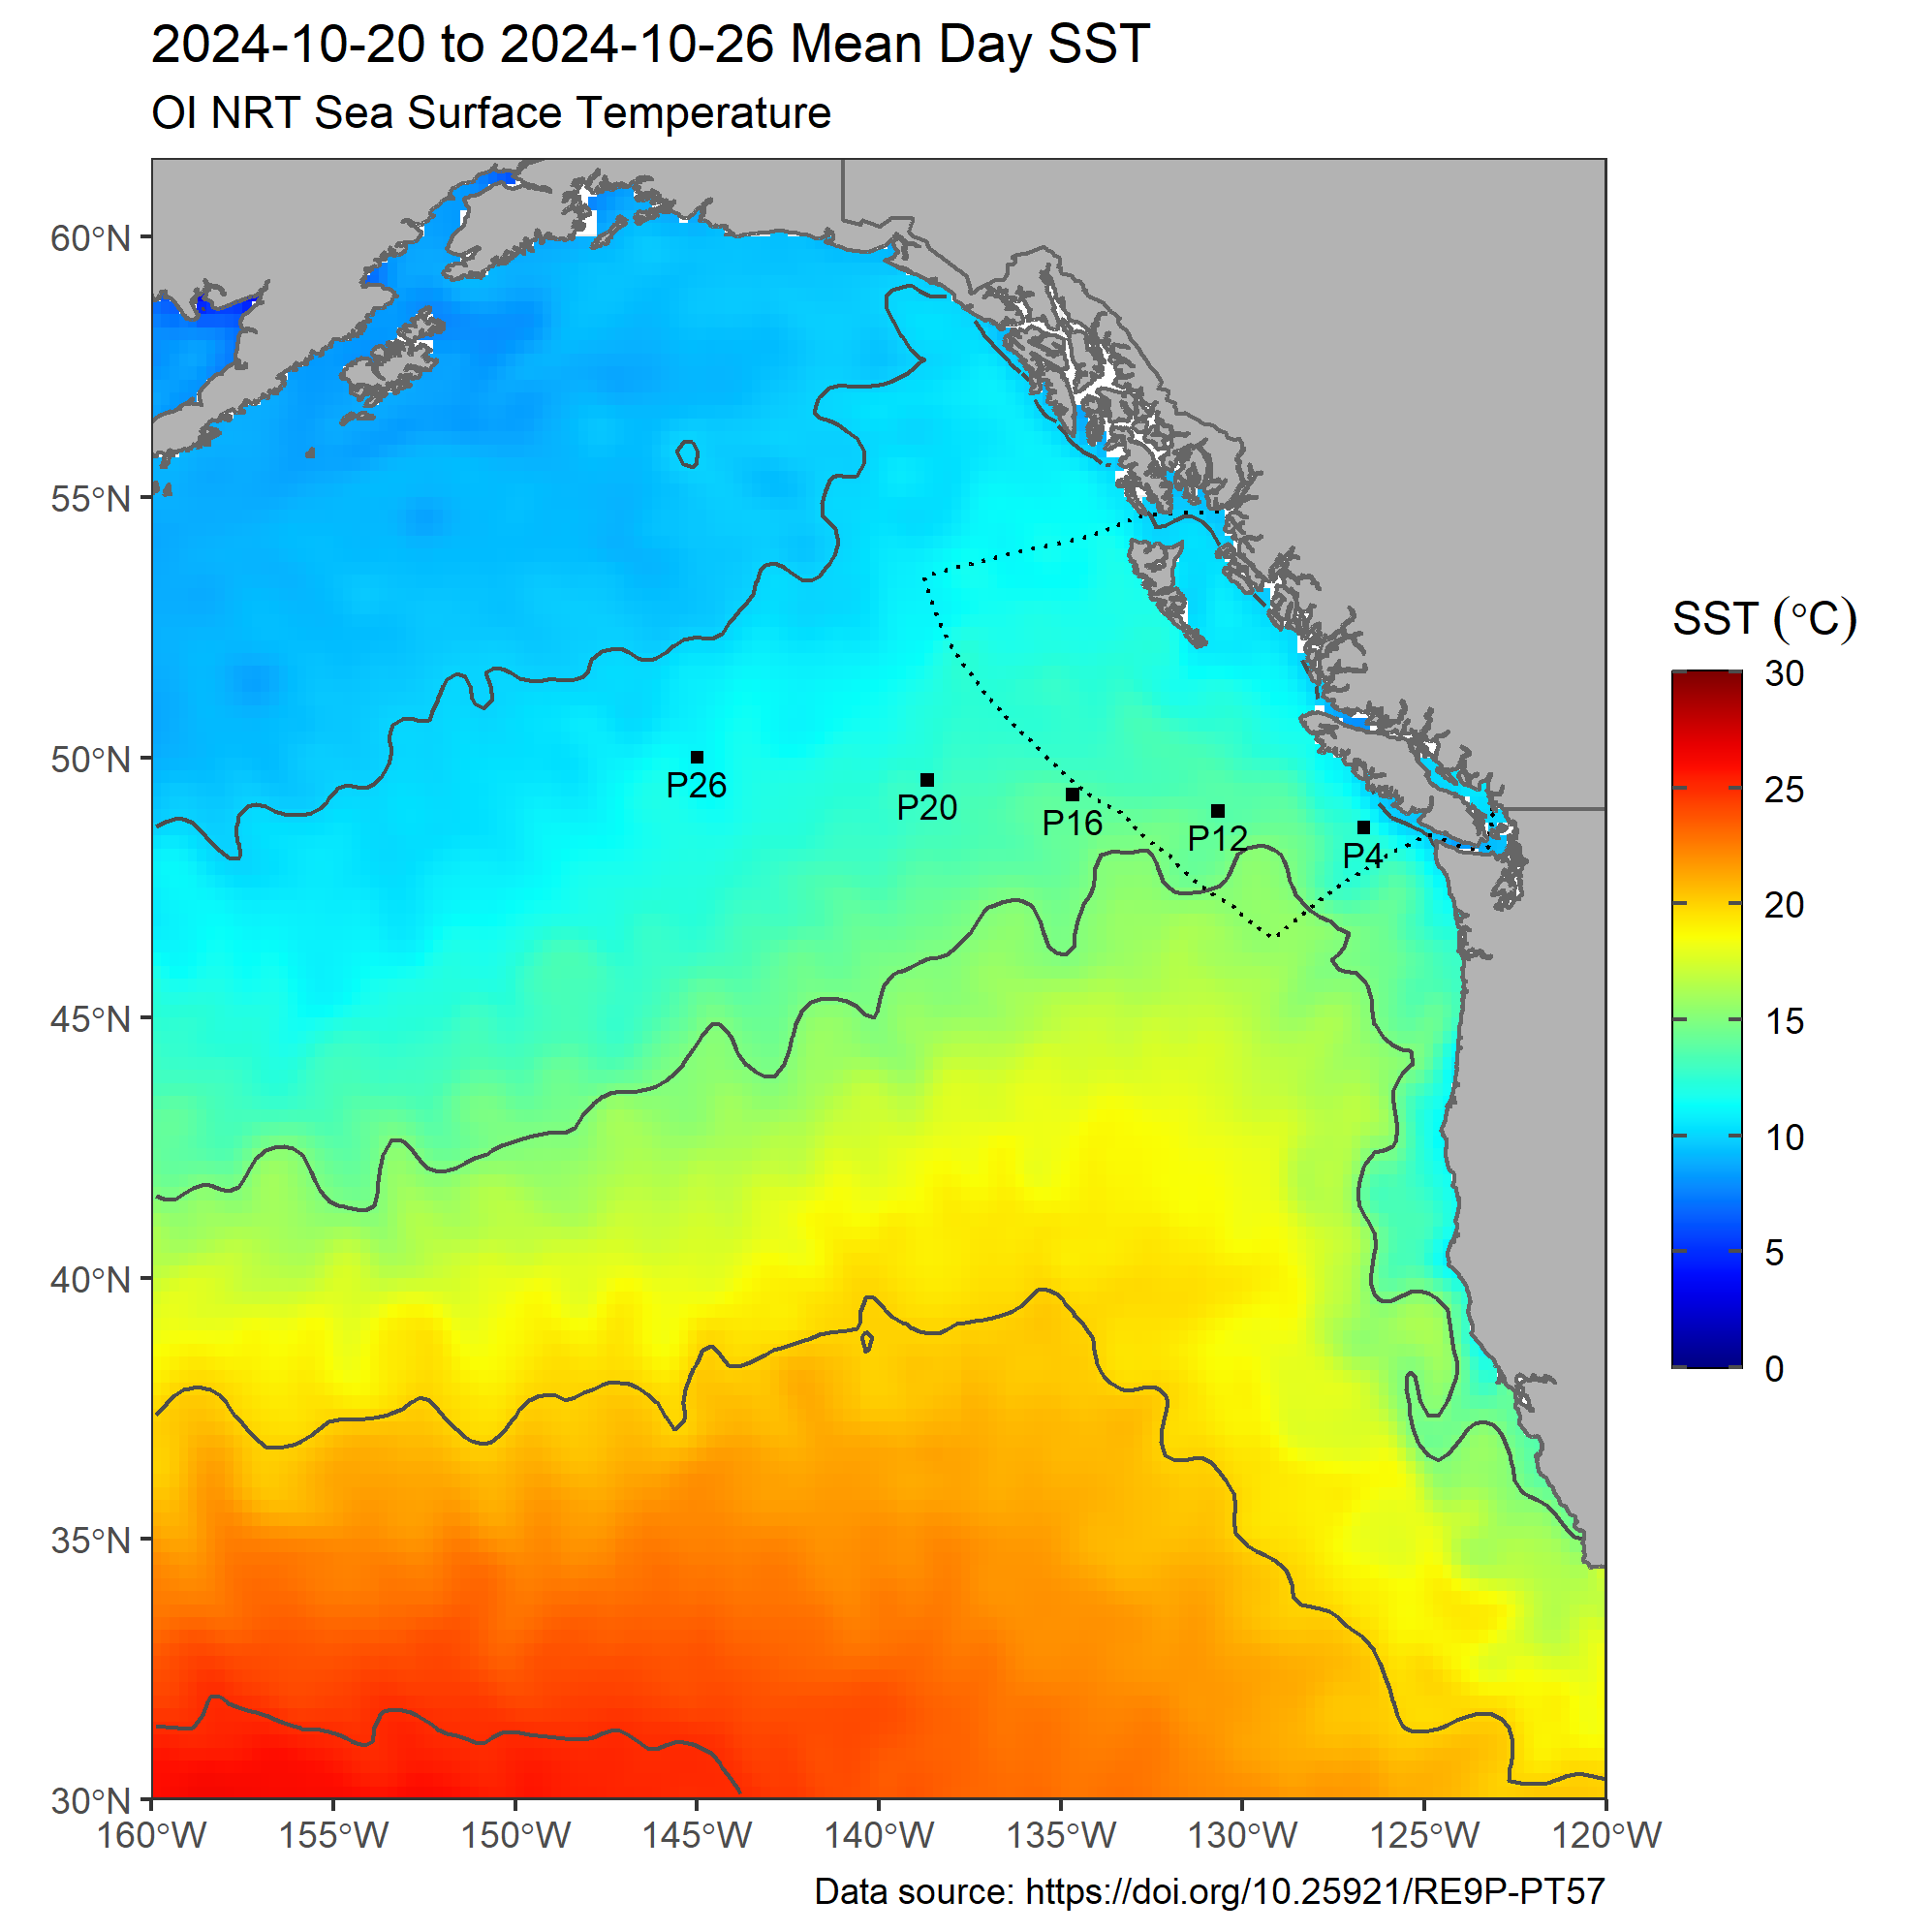 2024-10-20 to 2024-10-26 Mean Day SST
OI NRT Sea Surface Temperature
60°N
55°N
50°N
45°N
40°N
35°N
30°N
P26
P20
P16
P12
P4
160°W
155°W
150°W
145°W
140°W
135°W
130°W
125°W
120°W
SST (°C)
30
25
20
15
10
5
0
Data source: https://doi.org/10.25921/RE9P-PT57